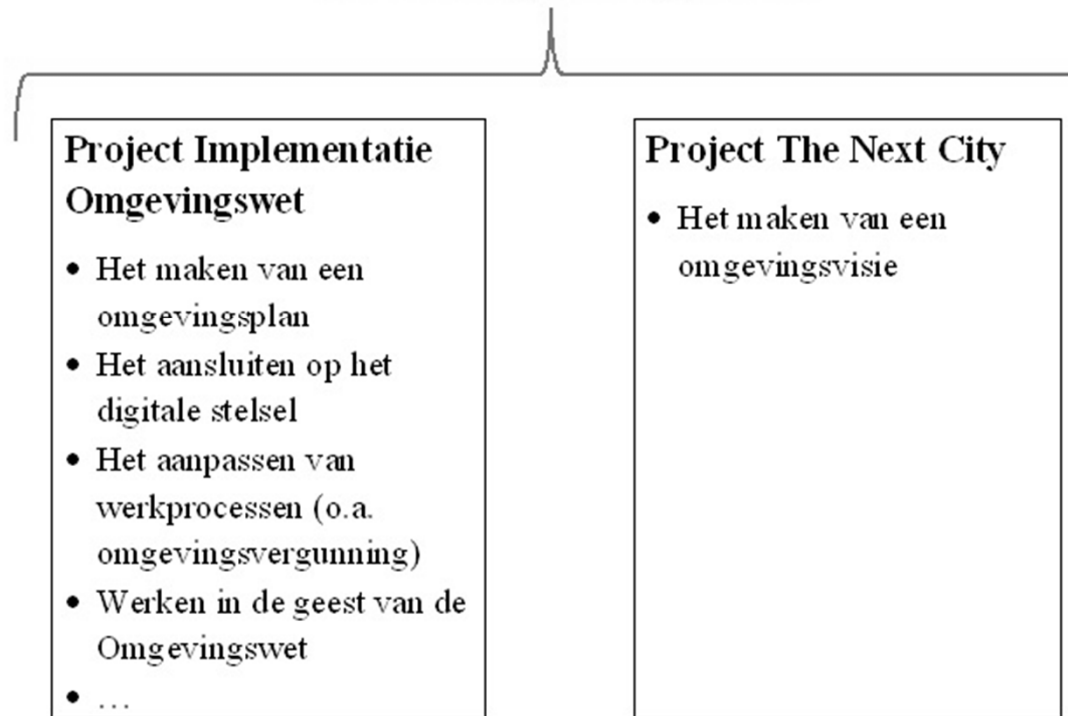 Project Implementatie
Omgevingswet
• Het maken van een
omgevingsplan
• Het aansluiten op het
digitale stelsel
• Het aanpassen van
werkprocessen (o.a.
omgevingsvergunning)
• Werken in de geest van de
Omgevingswet
• ...
Project The Next City
• Het maken van een
omgevingsvisie